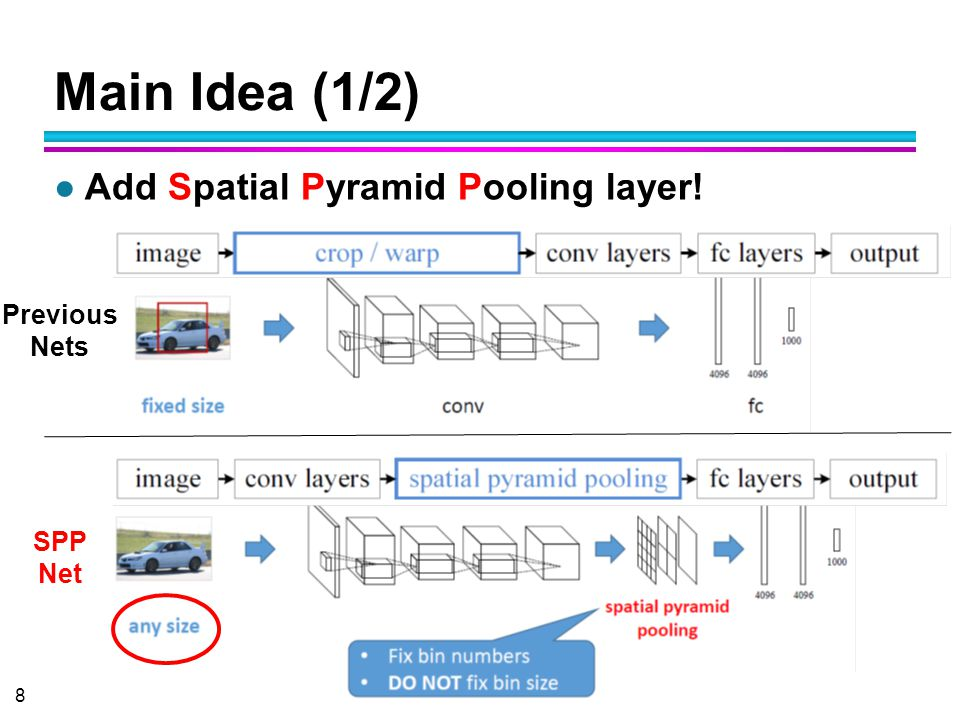 Main Idea (1/2)
● Add Spatial Pyramid Pooling layer!
image crop / warp conv layers fc layers output
Previous
Nets
1000
4096 4096
fixed size conv fc
image conv layers spatial pyramid pooling fc layers output
SPP
Net
1000
4096 4096
spatial pyramid
pooling
any size
• Fix bin numbers
• DO NOT fix bin size
8